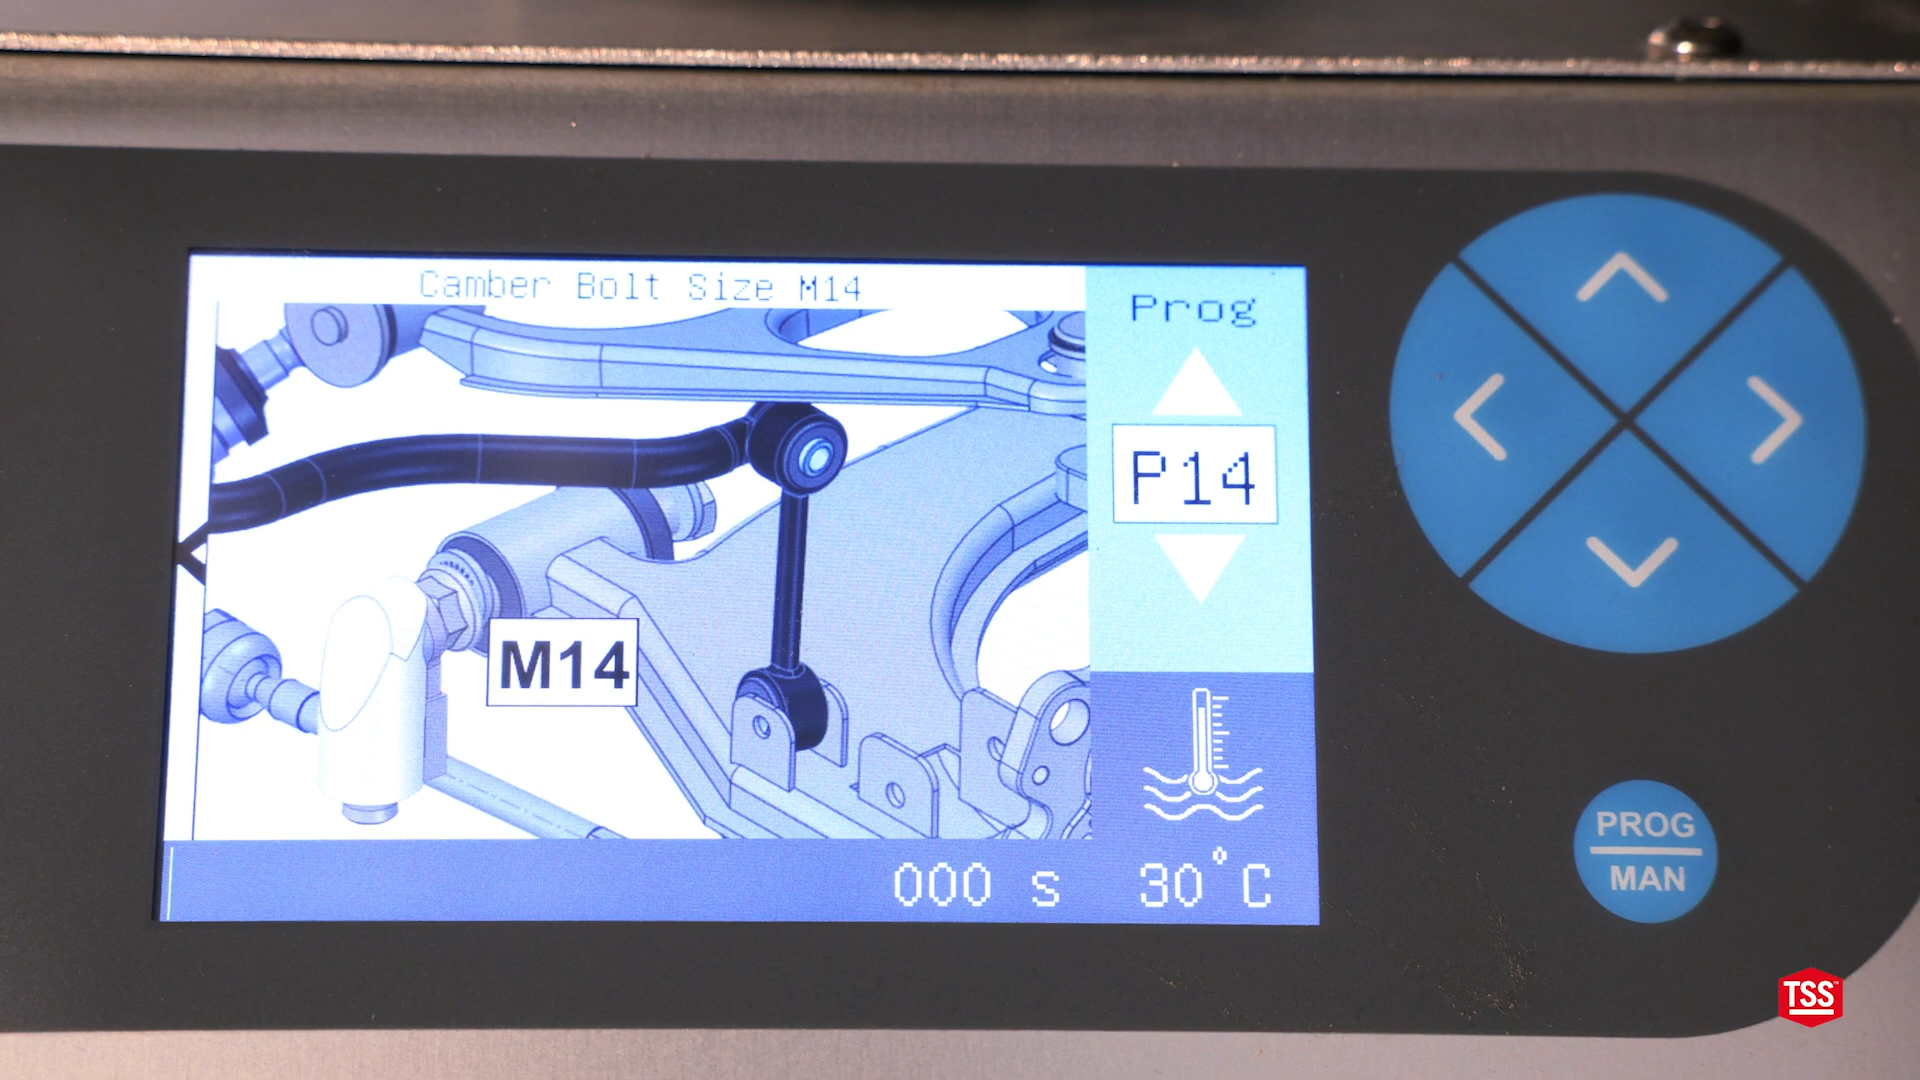 Camber Bolt Size M14
Prog
P14
M14
000 s
30°C
PROG
MAN
TSS